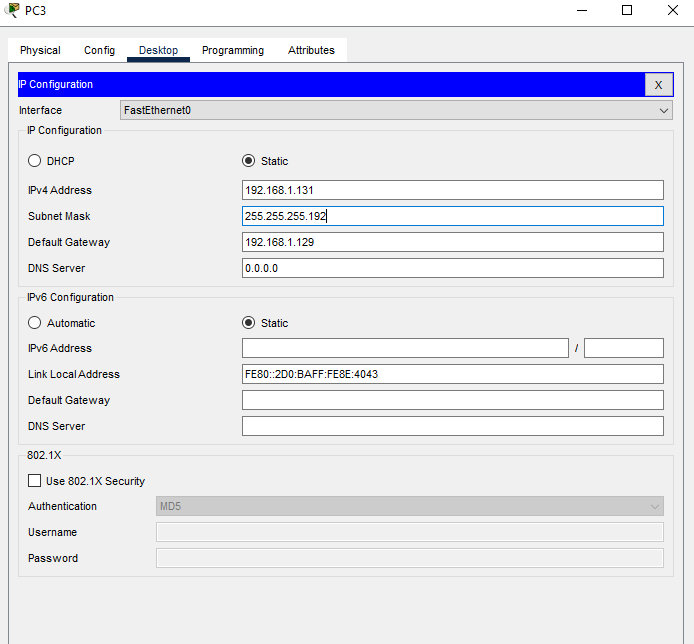 PC3
Physical Config Desktop Programming Attributes
IP Configuration X
Interface FastEthernet0
IP Configuration
DHCP Static
IPv4 Address 192.168.1.131
Subnet Mask 255.255.255.192
Default Gateway 192.168.1.129
DNS Server 0.0.0.0
IPv6 Configuration
Automatic Static
IPv6 Address /
Link Local Address FE80::2D0:BAFF:FE8E:4043
Default Gateway
DNS Server
802.1X
Use 802.1X Security
Authentication MD5
Username
Password